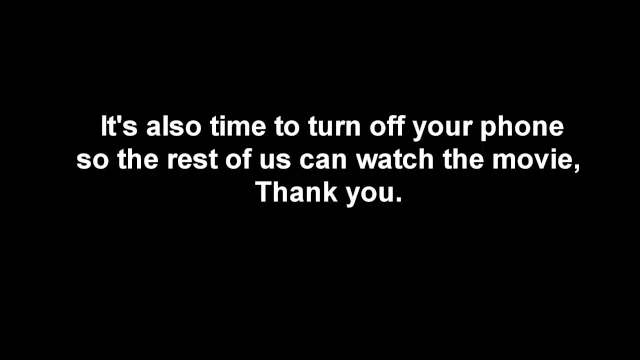 It's also time to turn off your phone
so the rest of us can watch the movie,
Thank you.